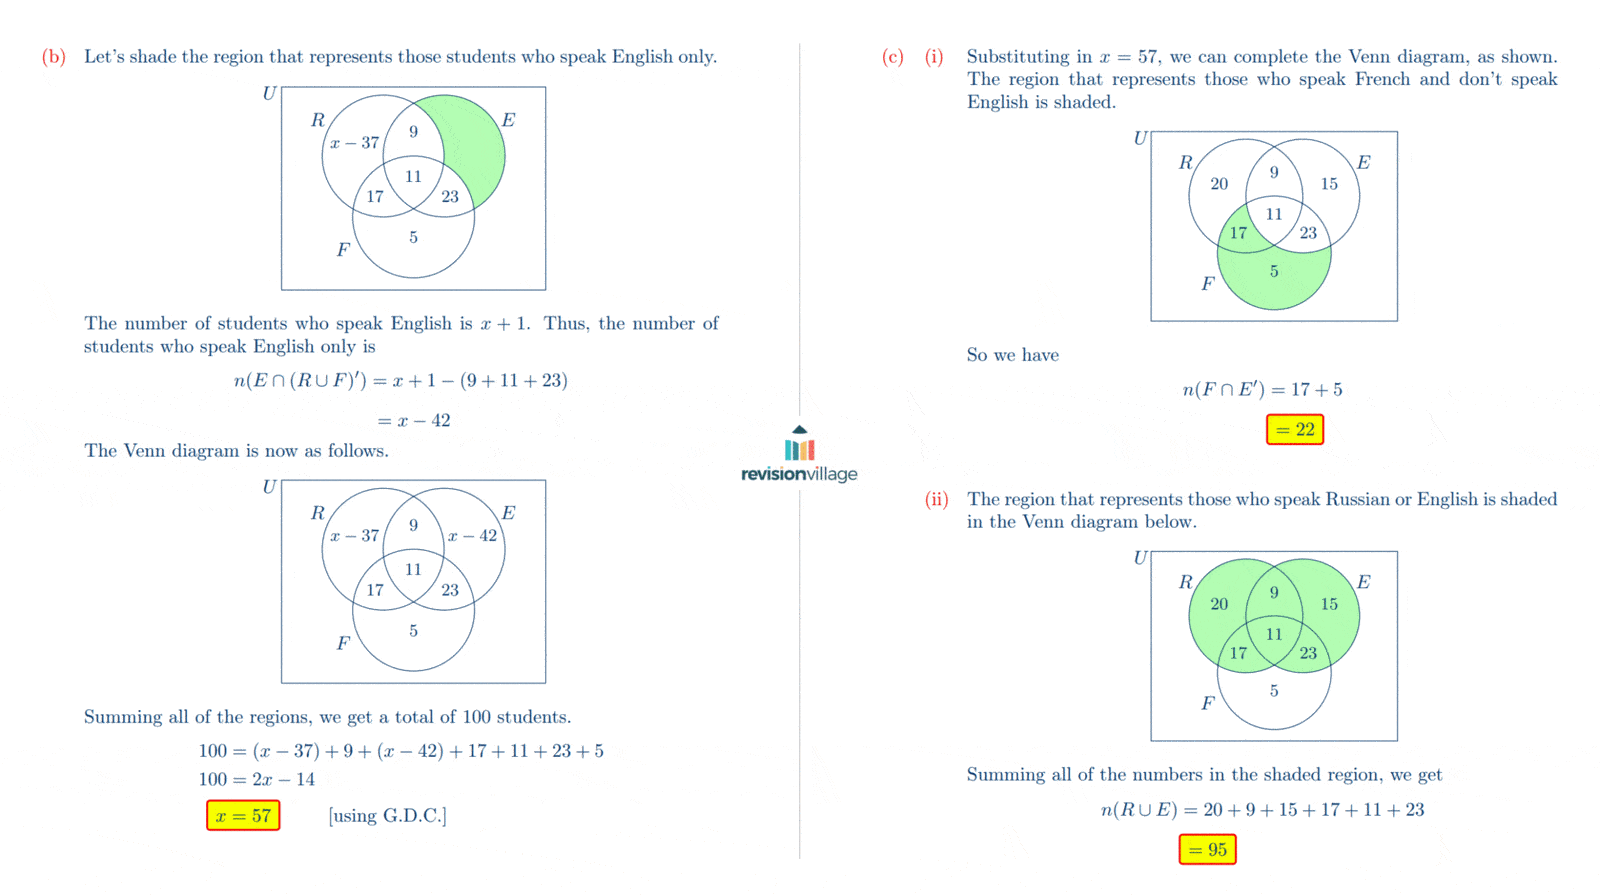 (b) Let's shade the region that represents those students who speak English only.
U
R
E
x − 37
9
11
17
23
5
F
The number of students who speak English is x + 1. Thus, the number of
students who speak English only is
n(E ∩ (R ∪ F)′) = x + 1 − (9 + 11 + 23)
= x − 42
The Venn diagram is now as follows.
U
R
E
x − 37
9
x − 42
11
17
23
5
F
Summing all of the regions, we get a total of 100 students.
100 = (x − 37) + 9 + (x − 42) + 17 + 11 + 23 + 5
100 = 2x − 14
x = 57 [using G.D.C.]
revisionvillage
(c) (i) Substituting in x = 57, we can complete the Venn diagram, as shown.
The region that represents those who speak French and don't speak
English is shaded.
U
R
E
20
9
15
11
17
23
5
F
So we have
n(F ∩ E′) = 17 + 5
= 22
(ii) The region that represents those who speak Russian or English is shaded
in the Venn diagram below.
U
R
E
20
9
15
11
17
23
5
F
Summing all of the numbers in the shaded region, we get
n(R ∪ E) = 20 + 9 + 15 + 17 + 11 + 23
= 95